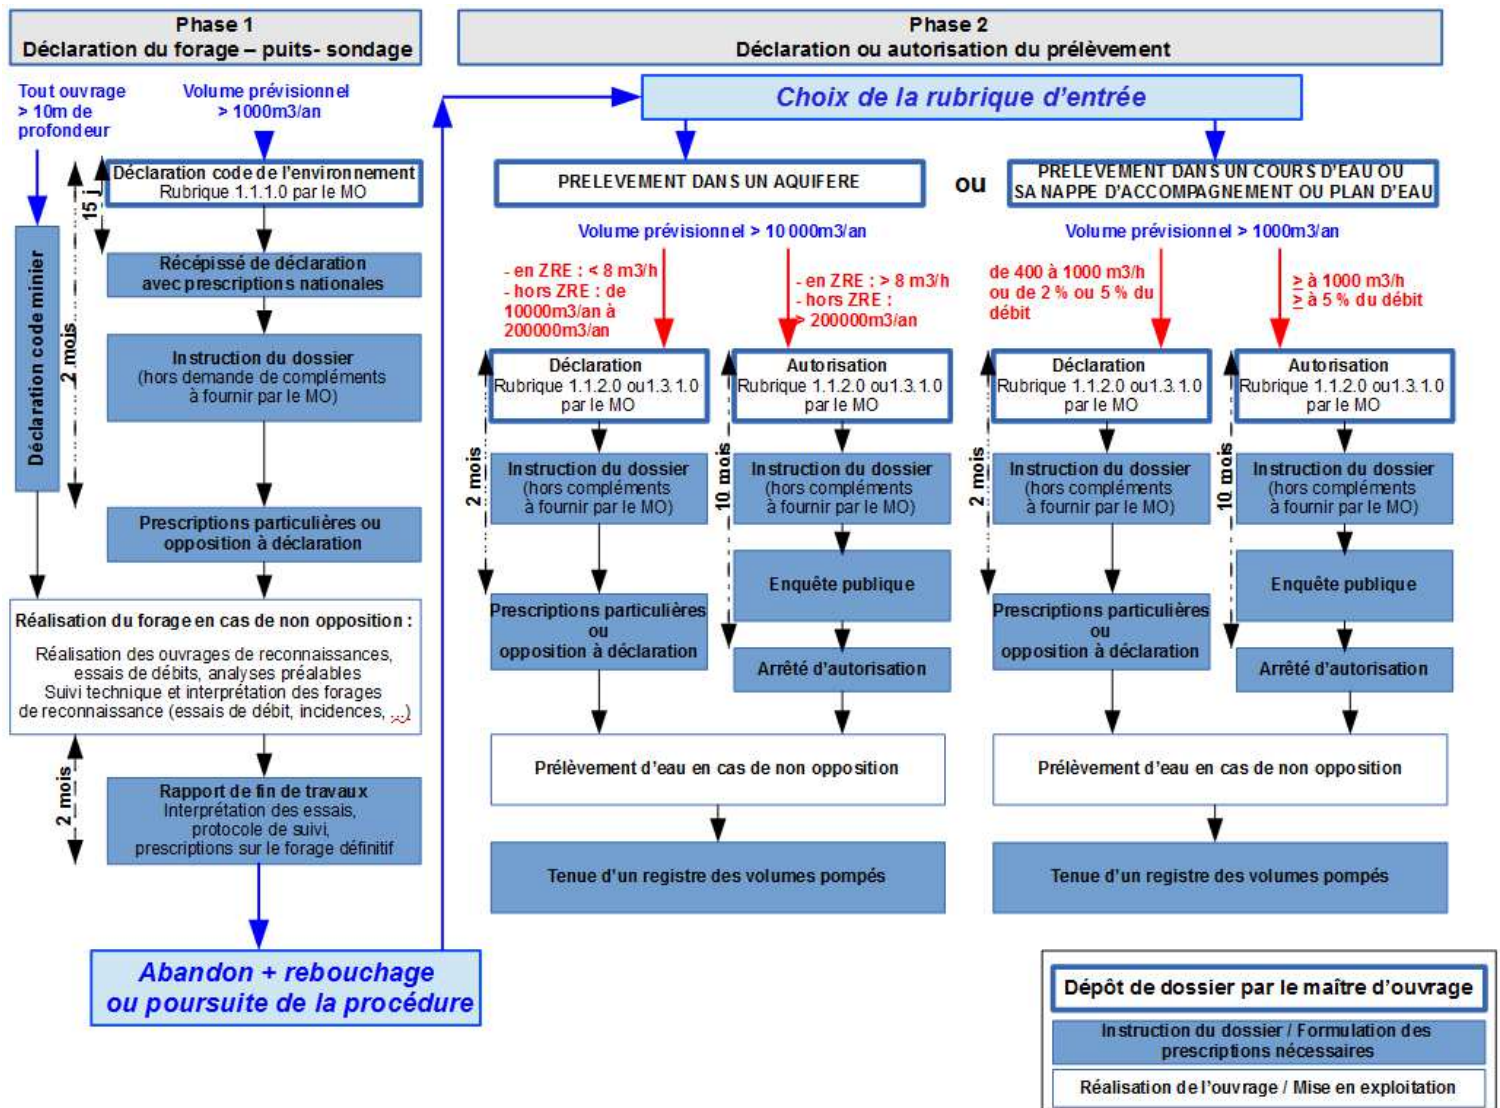 Phase 1
Déclaration du forage – puits- sondage
Tout ouvrage
> 10m de
profondeur
Volume prévisionnel
> 1000m3/an
15 j
2 mois
Déclaration code minier
Déclaration code de l'environnement
Rubrique 1.1.1.0 par le MO
Récépissé de déclaration
avec prescriptions nationales
Instruction du dossier
(hors demande de compléments
à fournir par le MO)
Prescriptions particulières ou
opposition à déclaration
Réalisation du forage en cas de non opposition :
Réalisation des ouvrages de reconnaissances,
essais de débits, analyses préalables
Suivi technique et interprétation des forages
de reconnaissance (essais de débit, incidences, ...)
2 mois
Rapport de fin de travaux
Interprétation des essais,
protocole de suivi,
prescriptions sur le forage définitif
Abandon + rebouchage
ou poursuite de la procédure
Phase 2
Déclaration ou autorisation du prélèvement
Choix de la rubrique d'entrée
PRELEVEMENT DANS UN AQUIFERE
ou
PRELEVEMENT DANS UN COURS D'EAU OU
SA NAPPE D'ACCOMPAGNEMENT OU PLAN D'EAU
Volume prévisionnel > 10 000m3/an
- en ZRE : < 8 m3/h
- hors ZRE : de
10000m3/an à
200000m3/an
- en ZRE : > 8 m3/h
- hors ZRE :
> 200000m3/an
2 mois
Déclaration
Rubrique 1.1.2.0 ou1.3.1.0
par le MO
Instruction du dossier
(hors compléments
à fournir par le MO)
Prescriptions particulières
ou
opposition à déclaration
10 mois
Autorisation
Rubrique 1.1.2.0 ou1.3.1.0
par le MO
Instruction du dossier
(hors compléments
à fournir par le MO)
Enquête publique
Arrêté d'autorisation
Prélèvement d'eau en cas de non opposition
Tenue d'un registre des volumes pompés
Volume prévisionnel > 1000m3/an
de 400 à 1000 m3/h
ou de 2 % ou 5 % du
débit
≥ à 1000 m3/h
≥ à 5 % du débit
2 mois
Déclaration
Rubrique 1.1.2.0 ou1.3.1.0
par le MO
Instruction du dossier
(hors compléments
à fournir par le MO)
Prescriptions particulières
ou
opposition à déclaration
10 mois
Autorisation
Rubrique 1.1.2.0 ou1.3.1.0
par le MO
Instruction du dossier
(hors compléments
à fournir par le MO)
Enquête publique
Arrêté d'autorisation
Prélèvement d'eau en cas de non opposition
Tenue d'un registre des volumes pompés
Dépôt de dossier par le maître d'ouvrage
Instruction du dossier / Formulation des
prescriptions nécessaires
Réalisation de l'ouvrage / Mise en exploitation